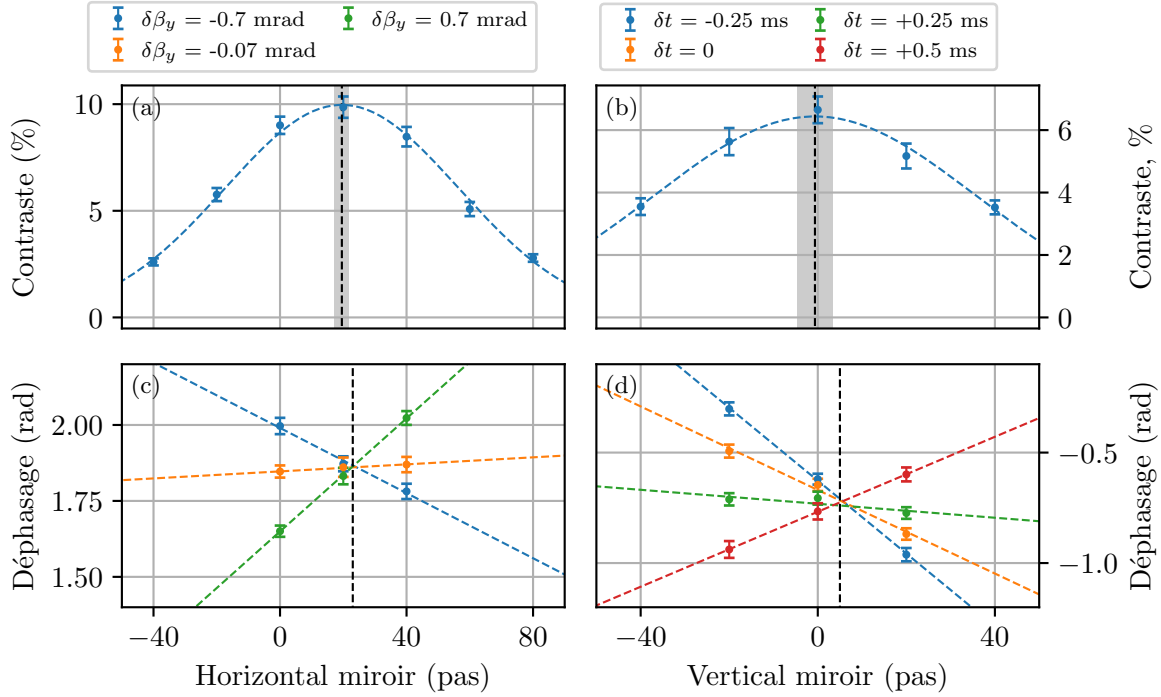 δβy = -0.7 mrad
δβy = 0.7 mrad
δβy = -0.07 mrad
δt = -0.25 ms
δt = +0.25 ms
δt = 0
δt = +0.5 ms
(a)
Contraste (%)
10
5
0
(b)
6
4
2
0
Contraste, %
(c)
Déphasage (rad)
2.00
1.75
1.50
−40
0
40
80
Horizontal miroir (pas)
(d)
−0.5
−1.0
Déphasage (rad)
−40
0
40
Vertical miroir (pas)